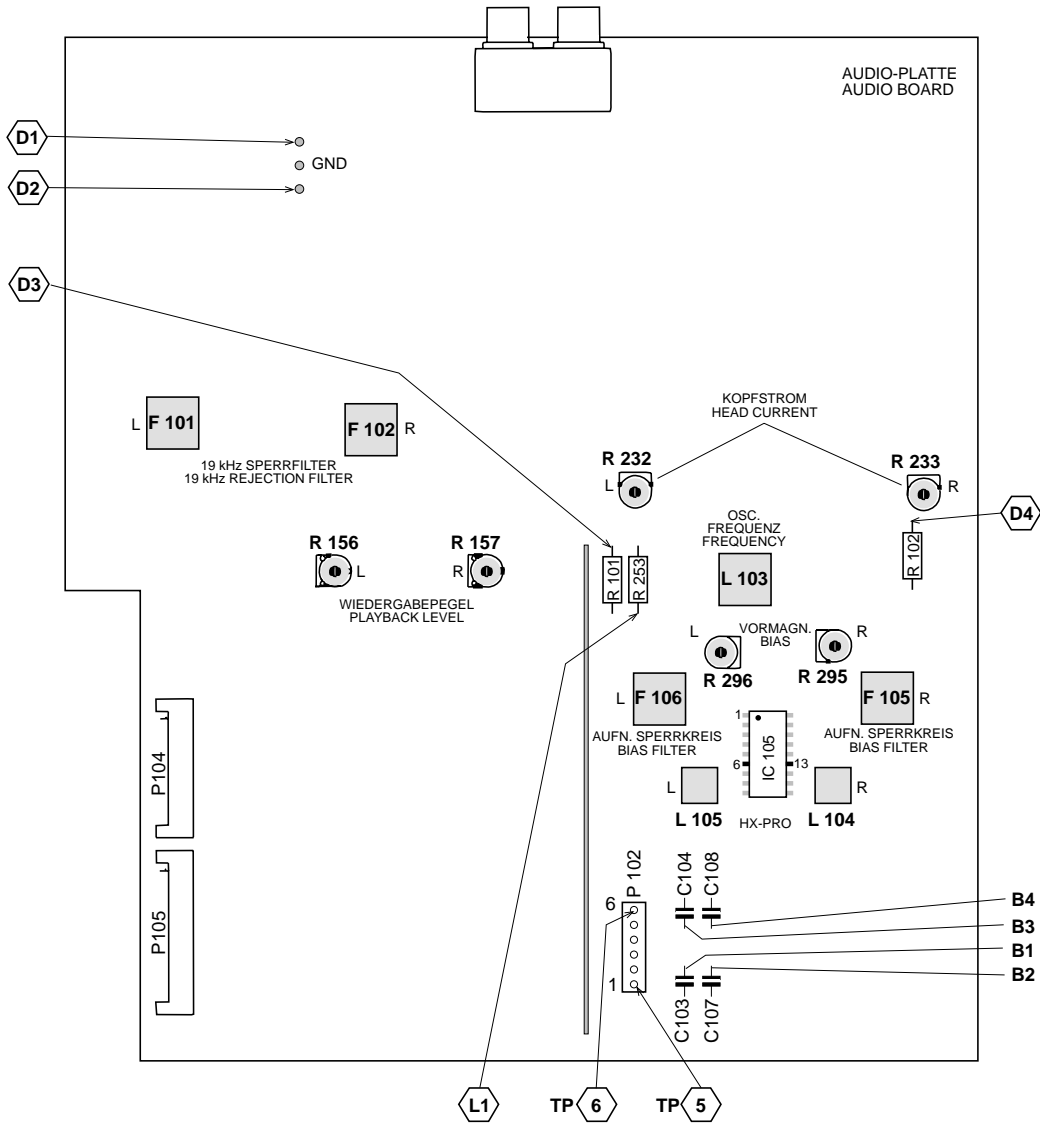 AUDIO-PLATTE
AUDIO BOARD
D1
GND
D2
D3
KOPFSTROM
HEAD CURRENT
L F 101
F 102 R
19 kHz SPERRFILTER
19 kHz REJECTION FILTER
R 232
L
R 233
R
D4
OSC.
FREQUENZ
FREQUENCY
L 103
R 102
R 156
L
R 157
R
R 101
R 253
WIEDERGABEPEGEL
PLAYBACK LEVEL
L
VORMAGN.
BIAS
R
R 296
R 295
L F 106
F 105 R
AUFN. SPERRKREIS
BIAS FILTER
AUFN. SPERRKREIS
BIAS FILTER
1
6
IC 105
13
L
L 105
HX-PRO
R
L 104
P104
P105
P 102
6
1
C104
C108
C103
C107
B4
B3
B1
B2
L1
TP 6
TP 5